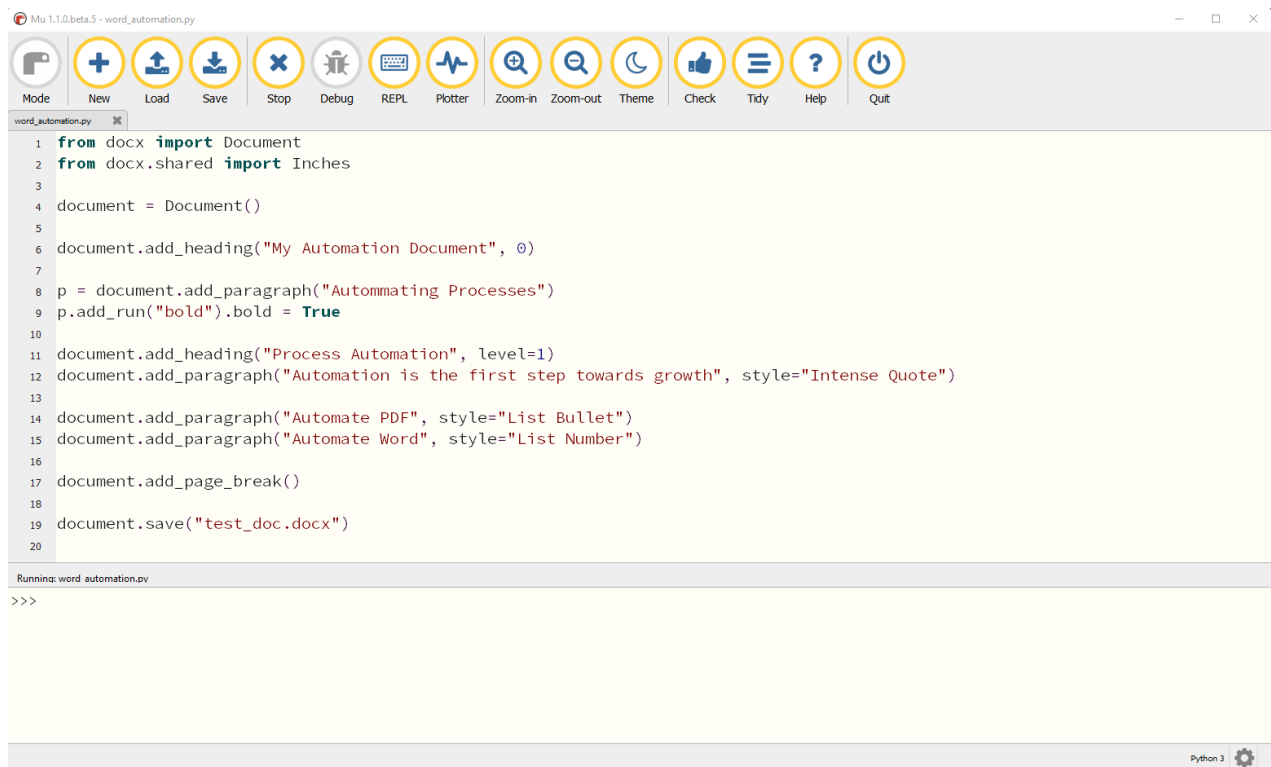 Mu 1.1.0.beta.5 - word_automation.py
Mode New Load Save Stop Debug REPL Plotter Zoom-in Zoom-out Theme Check Tidy Help Quit
word_automation.py
1 from docx import Document
2 from docx.shared import Inches
3
4 document = Document()
5
6 document.add_heading("My Automation Document", 0)
7
8 p = document.add_paragraph("Autommating Processes")
9 p.add_run("bold").bold = True
10
11 document.add_heading("Process Automation", level=1)
12 document.add_paragraph("Automation is the first step towards growth", style="Intense Quote")
13
14 document.add_paragraph("Automate PDF", style="List Bullet")
15 document.add_paragraph("Automate Word", style="List Number")
16
17 document.add_page_break()
18
19 document.save("test_doc.docx")
20
Running: word_automation.py
>>>
Python 3